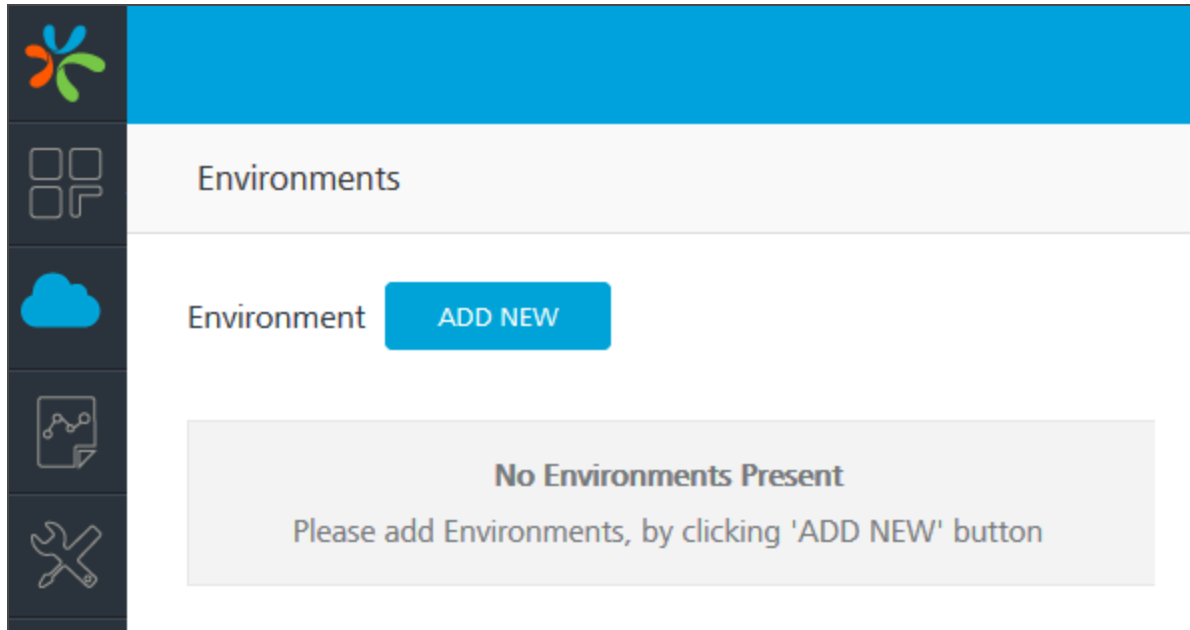 Environments
Environment
ADD NEW
No Environments Present
Please add Environments, by clicking 'ADD NEW' button